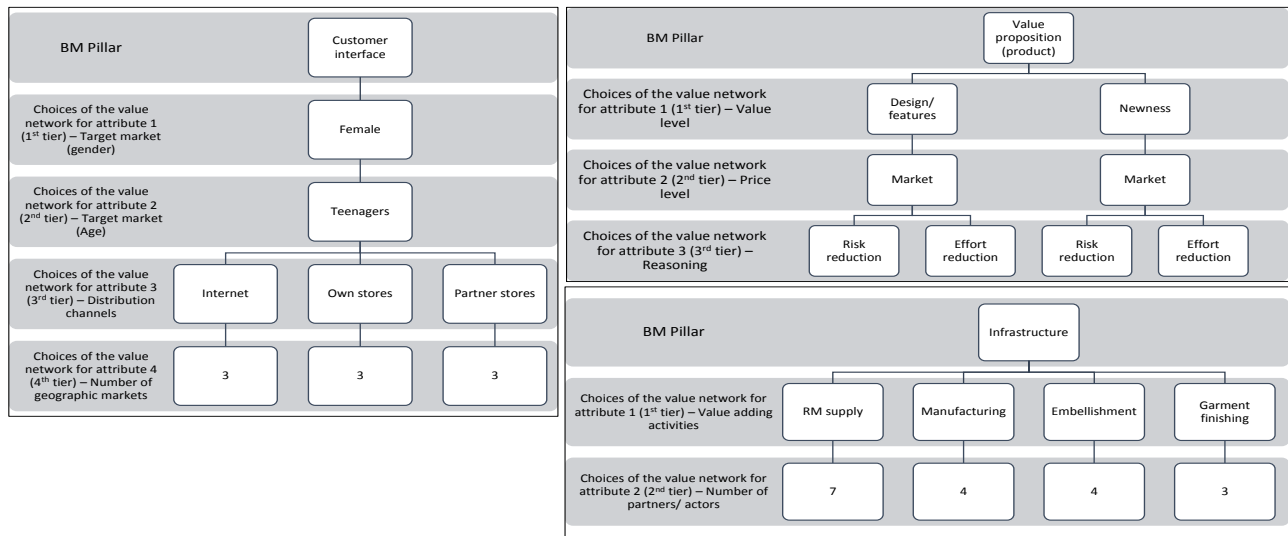 BM Pillar
Customer
interface
Choices of the value
network for attribute 1
(1st tier) – Target market
(gender)
Female
Choices of the value
network for attribute 2
(2nd tier) – Target market
(Age)
Teenagers
Choices of the value
network for attribute 3
(3rd tier) – Distribution
channels
Internet
Own stores
Partner stores
Choices of the value
network for attribute 4
(4th tier) – Number of
geographic markets
3
3
3
BM Pillar
Value
proposition
(product)
Choices of the value network
for attribute 1 (1st tier) – Value
level
Design/
features
Newness
Choices of the value network
for attribute 2 (2nd tier) – Price
level
Market
Market
Choices of the value network
for attribute 3 (3rd tier) –
Reasoning
Risk
reduction
Effort
reduction
Risk
reduction
Effort
reduction
BM Pillar
Infrastructure
Choices of the value network for
attribute 1 (1st tier) – Value adding
activities
RM supply
Manufacturing
Embellishment
Garment
finishing
Choices of the value network for
attribute 2 (2nd tier) – Number of
partners/ actors
7
4
4
3